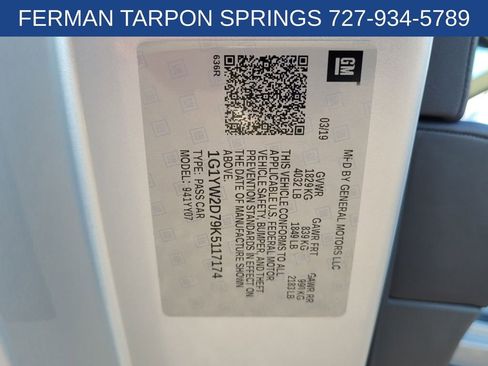 FERMAN TARPON SPRINGS 727-934-5789
GM
636R
MFD BY GENERAL MOTORS LLC
03/19
GVWR
1829 KG
4032 LB
GAWR FRT
839 KG
1849 LB
GAWR RR
990 KG
2183 LB
THIS VEHICLE CONFORMS TO ALL
APPLICABLE U.S. FEDERAL MOTOR
VEHICLE SAFETY, BUMPER, AND THEFT
PREVENTION STANDARDS IN EFFECT ON
THE DATE OF MANUFACTURE SHOWN
ABOVE.
1G1YW2D79K5117174
TYPE: PASS CAR
MODEL: 941YY07